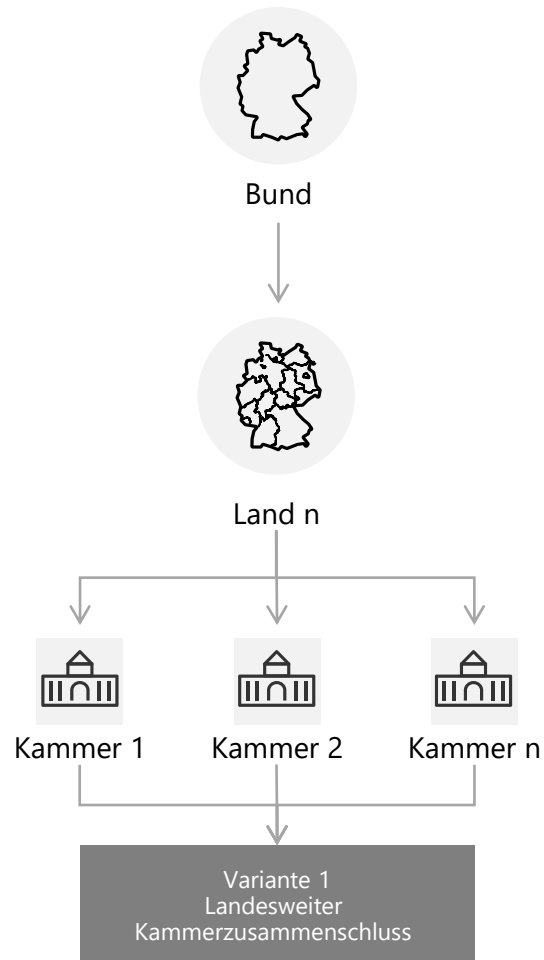 Bund
Land n
Kammer 1
Kammer 2
Kammer n
Variante 1
Landesweiter
Kammerzusammenschluss